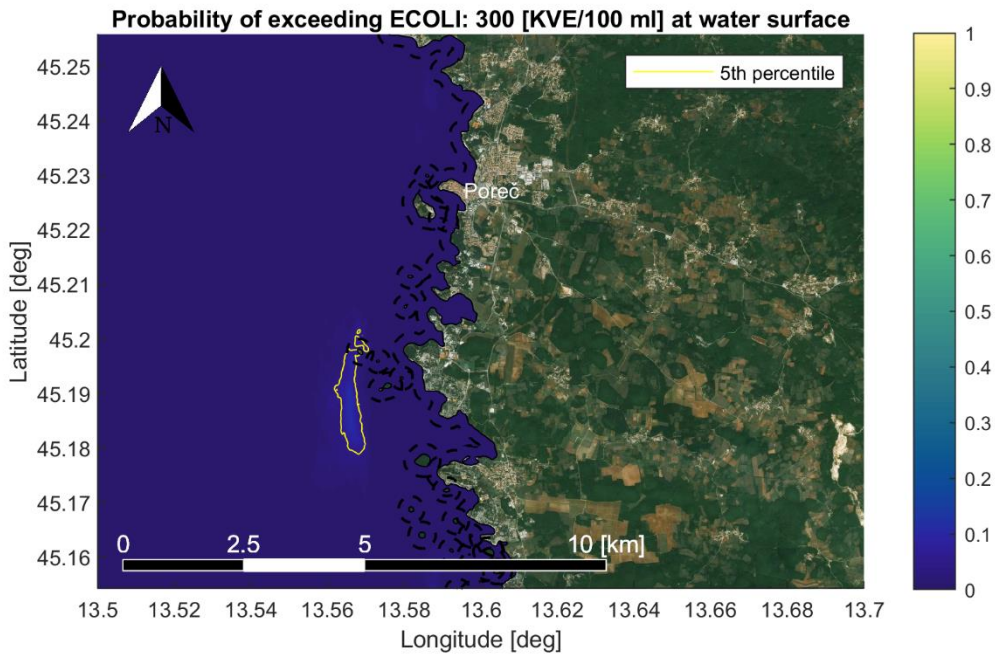 Probability of exceeding ECOLI: 300 [KVE/100 ml] at water surface
45.25
45.24
45.23
45.22
45.21
45.2
45.19
45.18
45.17
45.16
Latitude [deg]
N
5th percentile
Poreč
0 2.5 5 10 [km]
13.5 13.52 13.54 13.56 13.58 13.6 13.62 13.64 13.66 13.68 13.7
Longitude [deg]
1
0.9
0.8
0.7
0.6
0.5
0.4
0.3
0.2
0.1
0